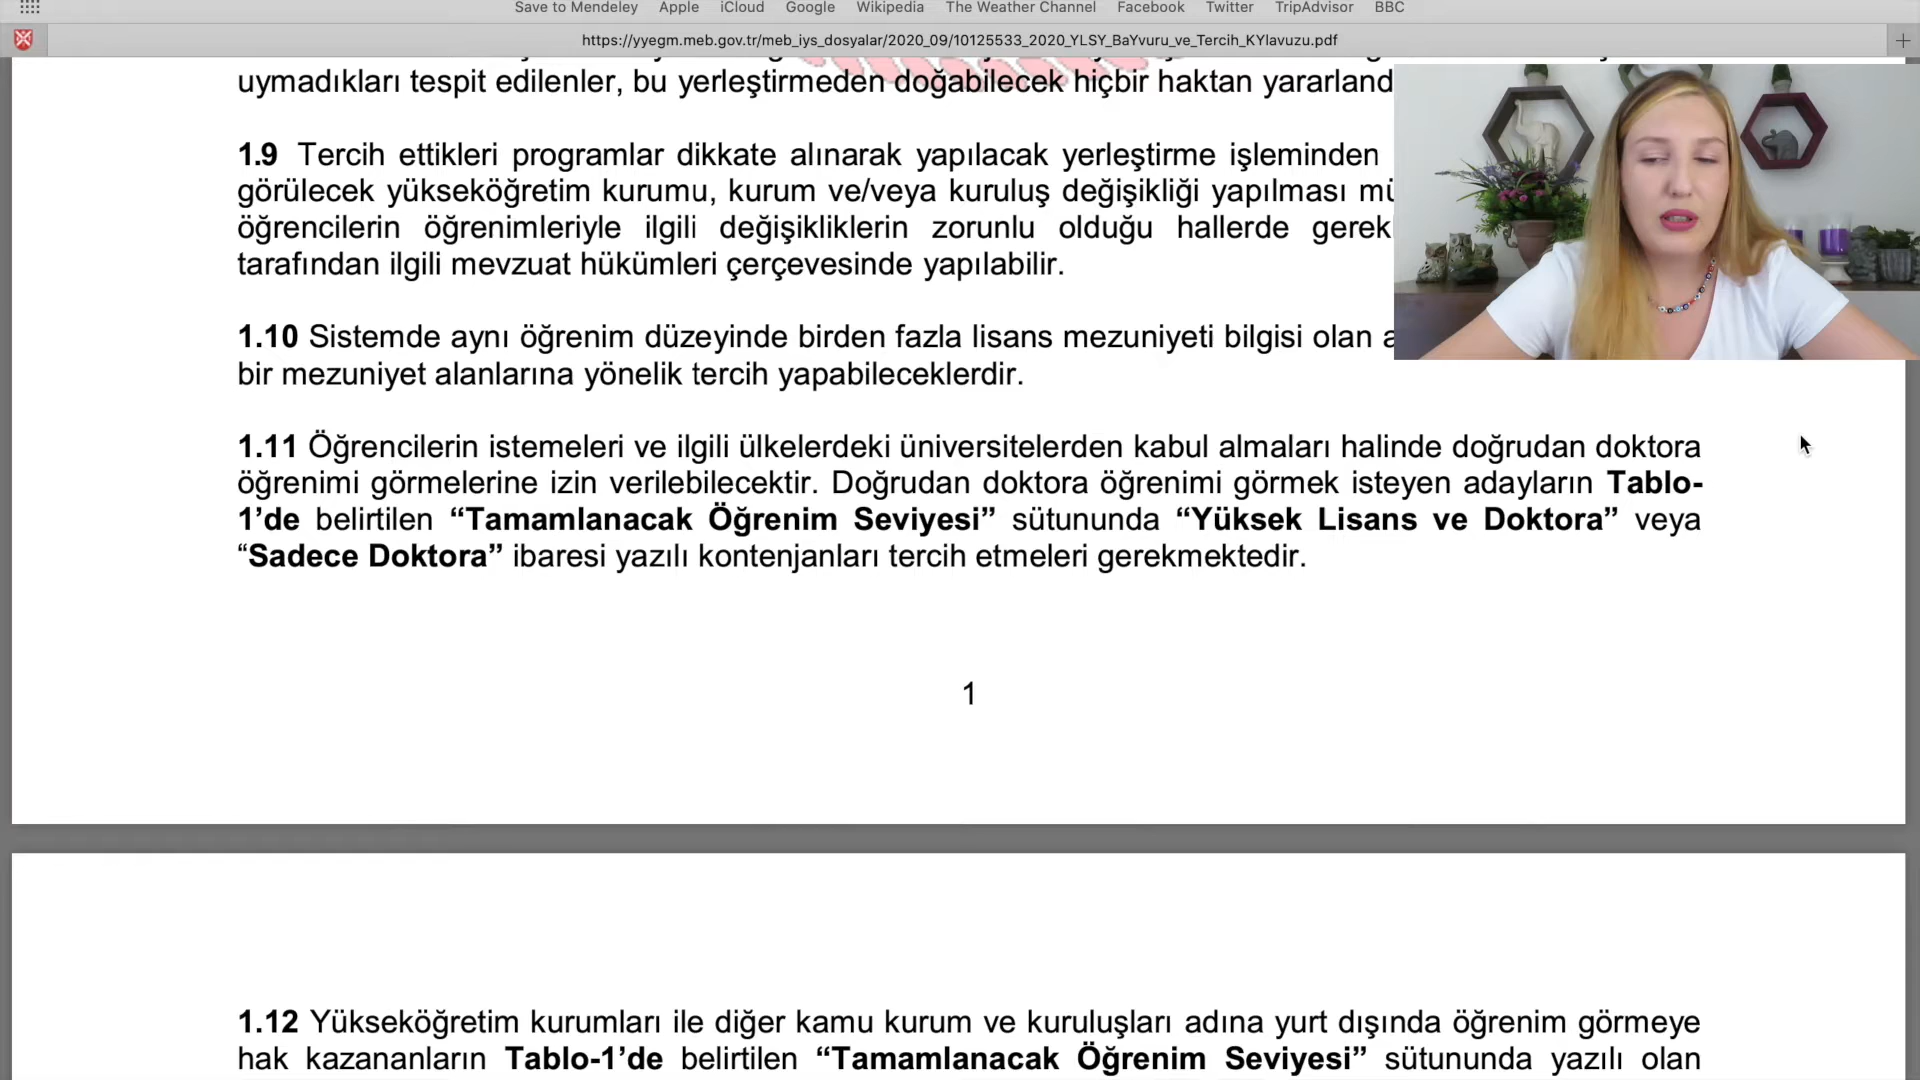 Save to Mendeley Apple iCloud Google Wikipedia The Weather Channel Facebook Twitter TripAdvisor BBC
https://yyegm.meb.gov.tr/meb_iys_dosyalar/2020_09/10125533_2020_YLSY_BaYvuru_ve_Tercih_KYlavuzu.pdf
uymadıkları tespit edilenler, bu yerleştirmeden doğabilecek hiçbir haktan yararland
1.9 Tercih ettikleri programlar dikkate alınarak yapılacak yerleştirme işleminden
görülecek yükseköğretim kurumu, kurum ve/veya kuruluş değişikliği yapılması mü
öğrencilerin öğrenimleriyle ilgili değişikliklerin zorunlu olduğu hallerde gerekl
tarafından ilgili mevzuat hükümleri çerçevesinde yapılabilir.
1.10 Sistemde aynı öğrenim düzeyinde birden fazla lisans mezuniyeti bilgisi olan a
bir mezuniyet alanlarına yönelik tercih yapabileceklerdir.
1.11 Öğrencilerin istemeleri ve ilgili ülkelerdeki üniversitelerden kabul almaları halinde doğrudan doktora
öğrenimi görmelerine izin verilebilecektir. Doğrudan doktora öğrenimi görmek isteyen adayların Tablo-
1’de belirtilen “Tamamlanacak Öğrenim Seviyesi” sütununda “Yüksek Lisans ve Doktora” veya
“Sadece Doktora” ibaresi yazılı kontenjanları tercih etmeleri gerekmektedir.
1
1.12 Yükseköğretim kurumları ile diğer kamu kurum ve kuruluşları adına yurt dışında öğrenim görmeye
hak kazananların Tablo-1’de belirtilen “Tamamlanacak Öğrenim Seviyesi” sütununda yazılı olan